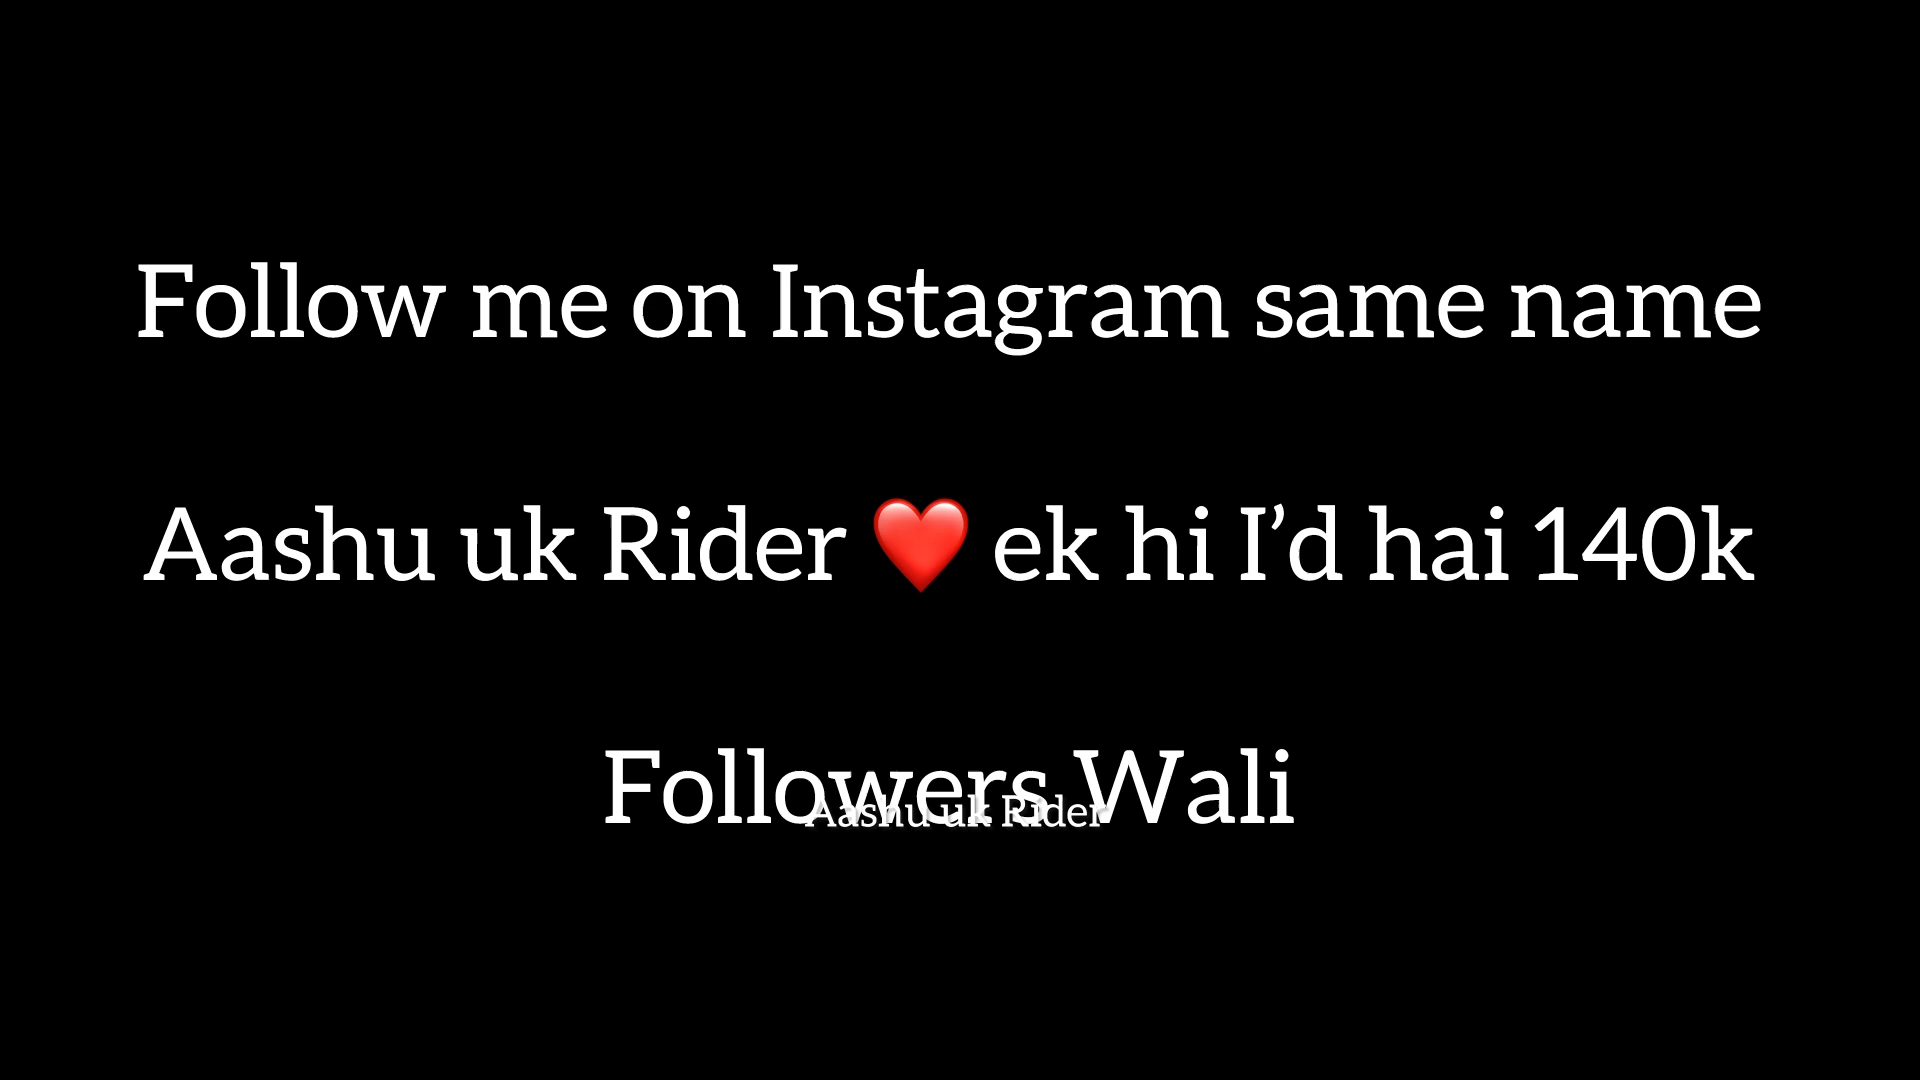 Follow me on Instagram same name
Aashu uk Rider ❤️ ek hi I’d hai 140k
Followers Wali
Aashu uk Rider